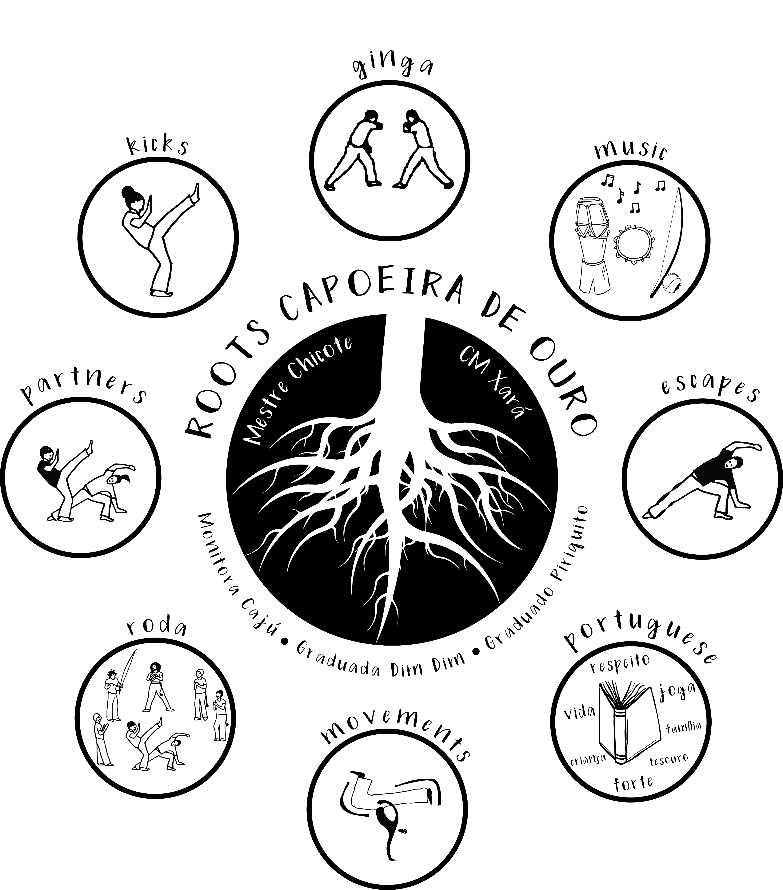 ginga
kicks
music
ROOTS CAPOEIRA DE OURO
Mestre Chicote
CM Xará
partners
escapes
Monitora Cajú • Graduada Dim Dim • Graduado Piriquito
roda
portuguese
respeito
joga
vida
família
criança
tesouro
forte
movements